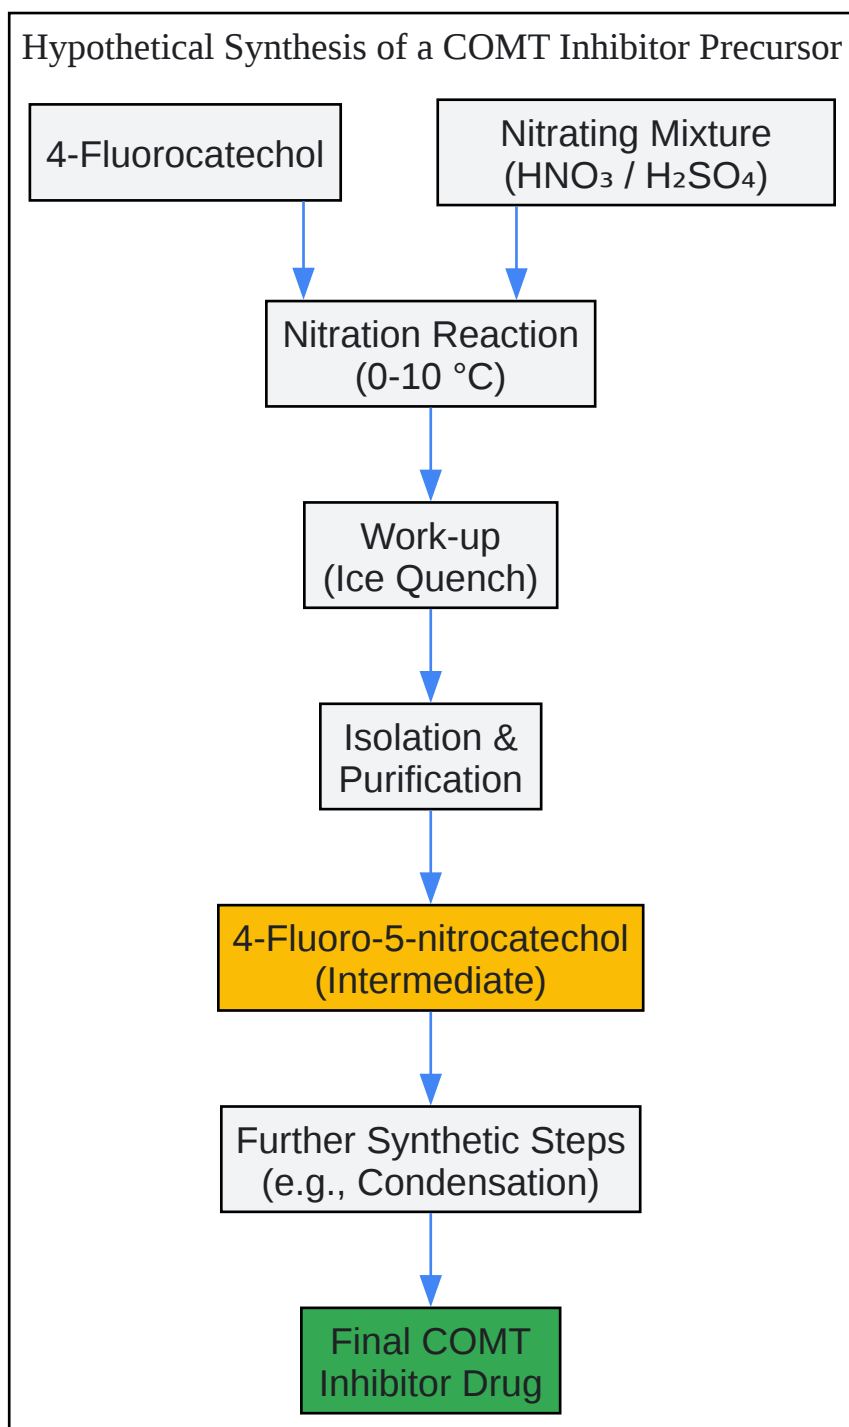 Hypothetical Synthesis of a COMT Inhibitor Precursor
4-Fluorocatechol
Nitrating Mixture
(HNO₃ / H₂SO₄)
Nitration Reaction
(0-10 °C)
Work-up
(Ice Quench)
Isolation &
Purification
4-Fluoro-5-nitrocatechol
(Intermediate)
Further Synthetic Steps
(e.g., Condensation)
Final COMT
Inhibitor Drug